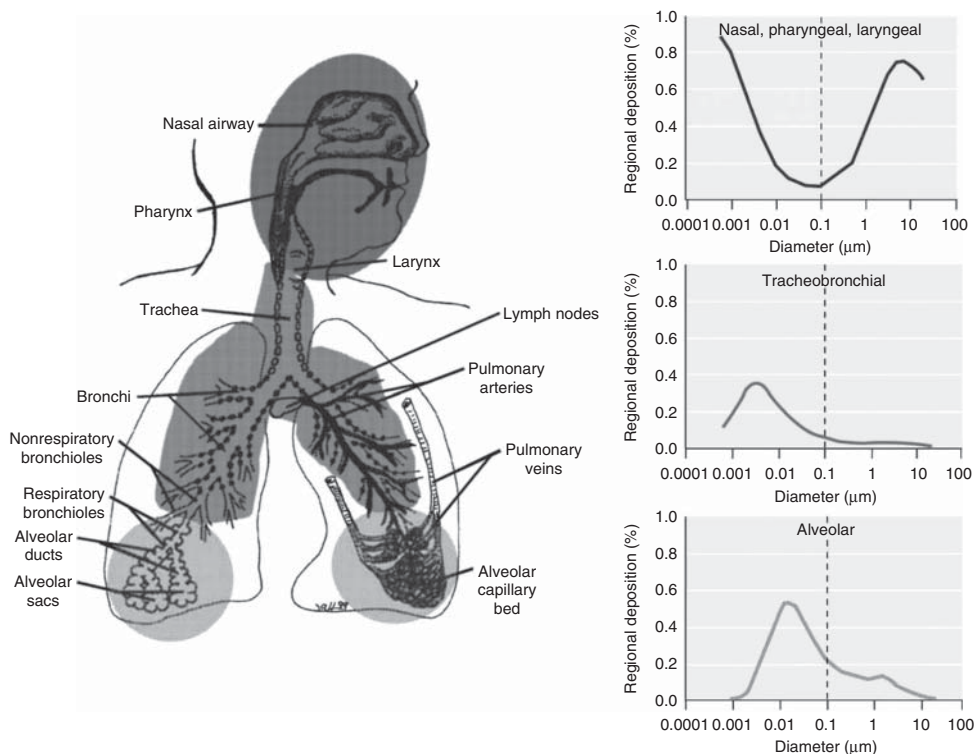 Nasal airway
Pharynx
Larynx
Trachea
Lymph nodes
Pulmonary
arteries
Bronchi
Nonrespiratory
bronchioles
Pulmonary
veins
Respiratory
bronchioles
Alveolar
ducts
Alveolar
sacs
Alveolar
capillary
bed
Nasal, pharyngeal, laryngeal
Regional deposition (%)
1.0
0.8
0.6
0.4
0.2
0.0
0.0001 0.001 0.01 0.1 1 10 100
Diameter (μm)
Tracheobronchial
Regional deposition (%)
1.0
0.8
0.6
0.4
0.2
0.0
0.0001 0.001 0.01 0.1 1 10 100
Diameter (μm)
Alveolar
Regional deposition (%)
1.0
0.8
0.6
0.4
0.2
0.0
0.0001 0.001 0.01 0.1 1 10 100
Diameter (μm)